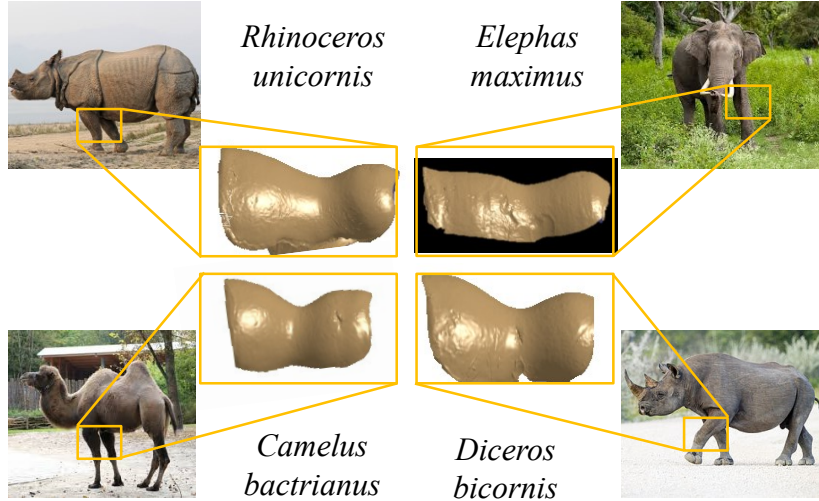 Rhinoceros
unicornis
Elephas
maximus
Camelus
bactrianus
Diceros
bicornis